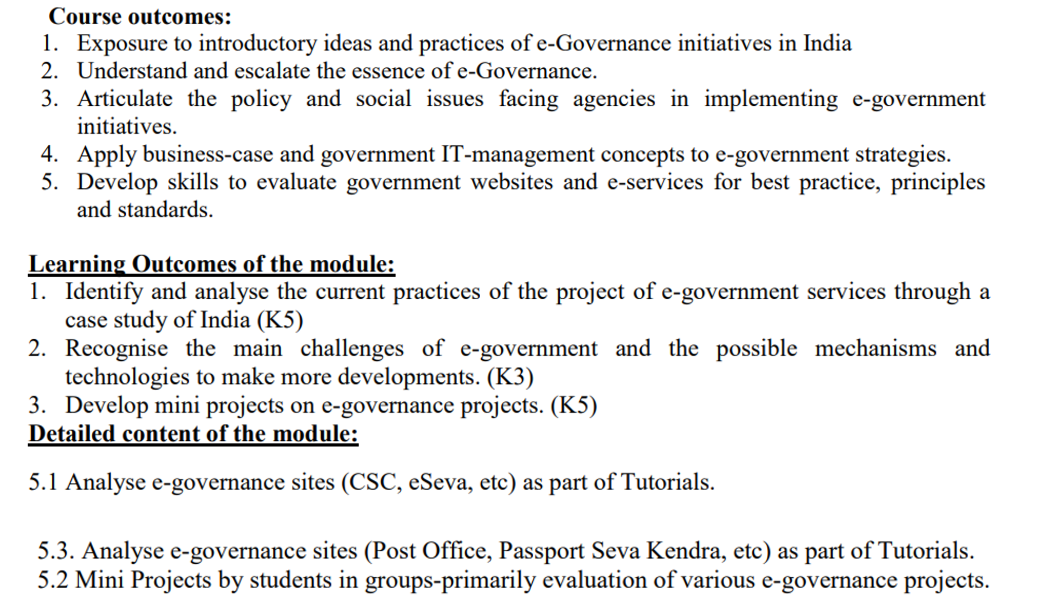 Course outcomes:
1. Exposure to introductory ideas and practices of e-Governance initiatives in India
2. Understand and escalate the essence of e-Governance.
3. Articulate the policy and social issues facing agencies in implementing e-government
initiatives.
4. Apply business-case and government IT-management concepts to e-government strategies.
5. Develop skills to evaluate government websites and e-services for best practice, principles
and standards.
Learning Outcomes of the module:
1. Identify and analyse the current practices of the project of e-government services through a
case study of India (K5)
2. Recognise the main challenges of e-government and the possible mechanisms and
technologies to make more developments. (K3)
3. Develop mini projects on e-governance projects. (K5)
Detailed content of the module:
5.1 Analyse e-governance sites (CSC, eSeva, etc) as part of Tutorials.
5.3. Analyse e-governance sites (Post Office, Passport Seva Kendra, etc) as part of Tutorials.
5.2 Mini Projects by students in groups-primarily evaluation of various e-governance projects.